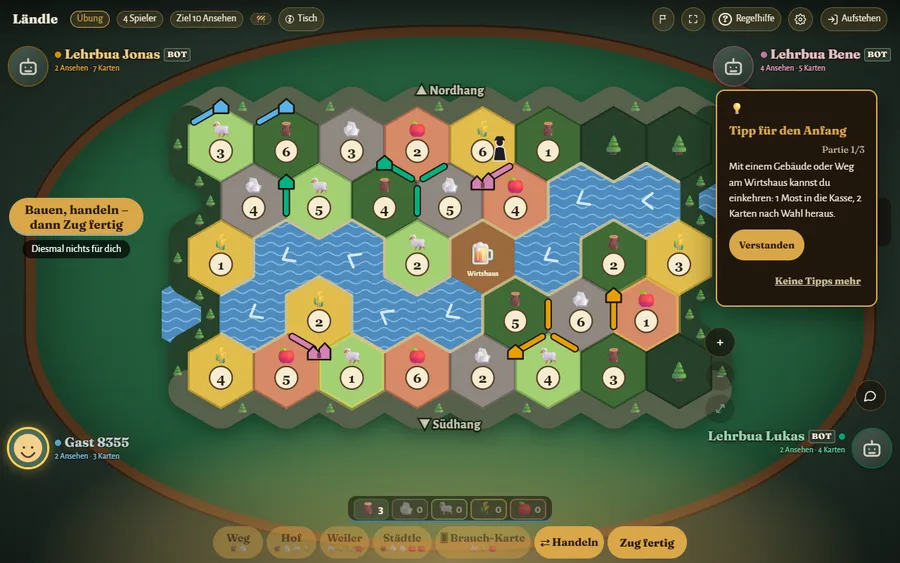 Ländle
Übung
4 Spieler
Ziel 10 Ansehen
Tisch
Regelhilfe
Aufstehen
Lehrbua Jonas BOT
2 Ansehen · 7 Karten
Lehrbua Bene BOT
4 Ansehen · 5 Karten
▲ Nordhang
Tipp für den Anfang
Partie 1/3
Mit einem Gebäude oder Weg
am Wirtshaus kannst du
einkehren: 1 Most in die Kasse, 2
Karten nach Wahl heraus.
Verstanden
Keine Tipps mehr
Bauen, handeln –
dann Zug fertig
Diesmal nichts für dich
3 6 3 2 6 1
4 5 4 5 4
1 2 2 3
Wirtshaus
2 5 6 1
4 5 1 6 2 4 3
+
▼ Südhang
Gast 8355
2 Ansehen · 3 Karten
Lehrbua Lukas BOT
2 Ansehen · 4 Karten
3 0 0 0 0
Weg
Hof
Weiler
Städtle
Brauch-Karte
Handeln
Zug fertig